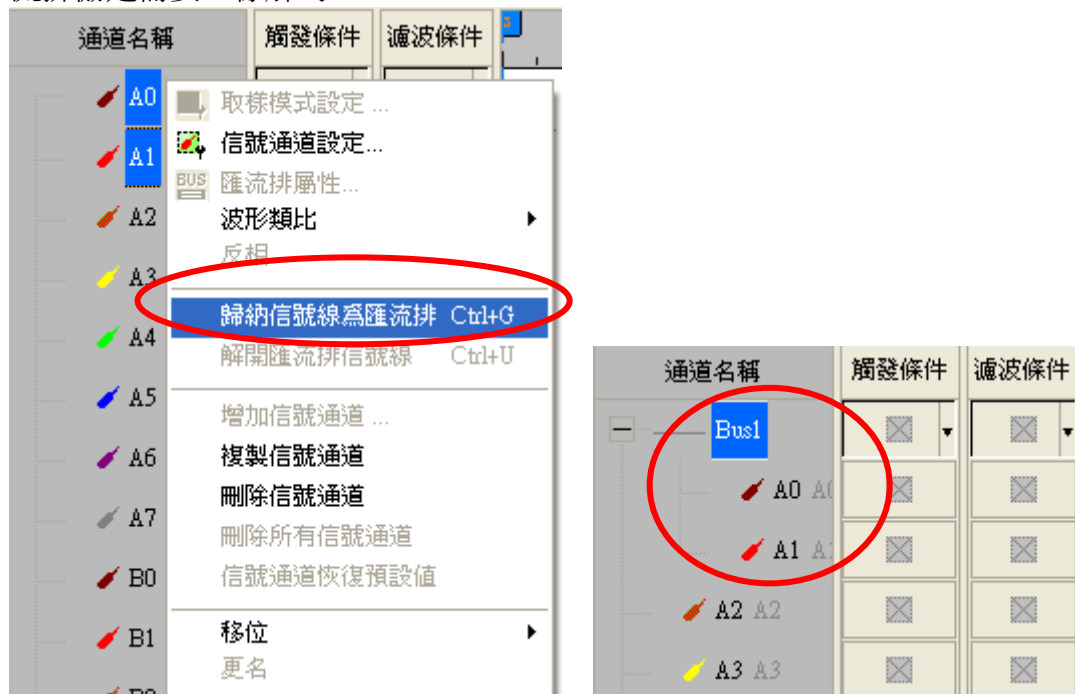 通道名稱 觸發條件 濾波條件
A0
A1
A2
A3
A4
A5
A6
A7
B0
B1
取樣模式設定 ...
信號通道設定...
BUS 匯流排屬性...
波形類比
反相
歸納信號線為匯流排 Ctrl+G
解開匯流排信號線 Ctrl+U
增加信號通道 ...
複製信號通道
刪除信號通道
刪除所有信號通道
信號通道恢復預設值
移位
更名
通道名稱 觸發條件 濾波條件
Bus1
A0
A1
A2 A2
A3 A3